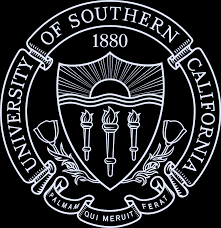 UNIVERSITY OF SOUTHERN CALIFORNIA
1880
PALMAM QUI MERUIT FERAT